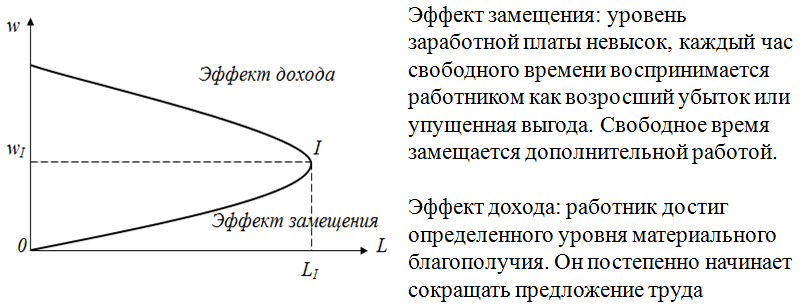 w
Эффект дохода
w_I
I
0
Эффект замещения
L_I
L
Эффект замещения: уровень
заработной платы невысок, каждый час
свободного времени воспринимается
работником как возросший убыток или
упущенная выгода. Свободное время
замещается дополнительной работой.
Эффект дохода: работник достиг
определенного уровня материального
благополучия. Он постепенно начинает
сокращать предложение труда